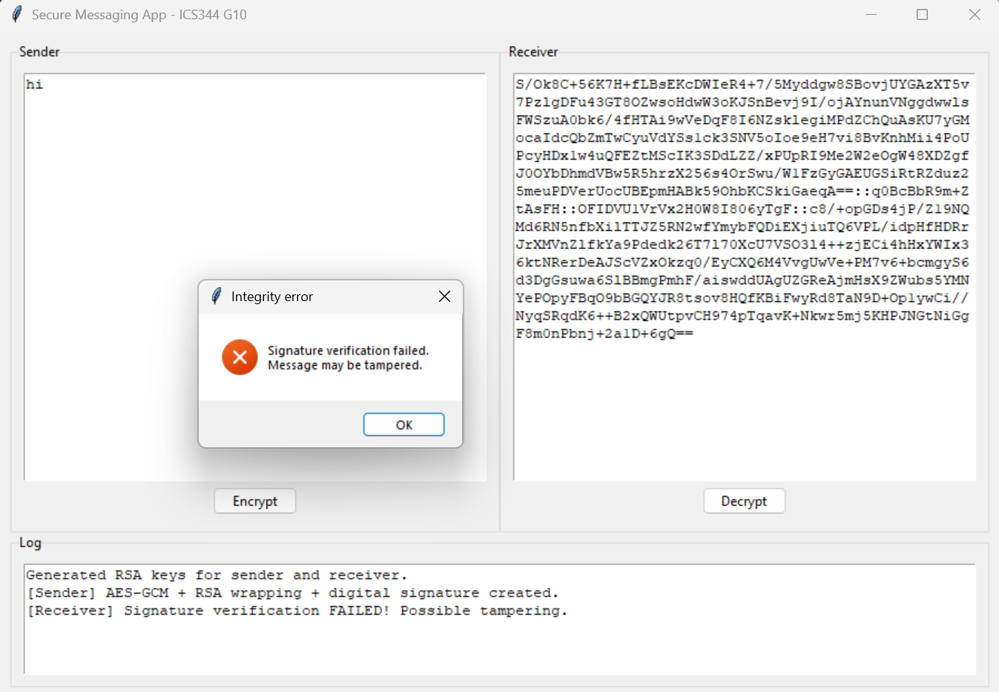 Secure Messaging App - ICS344 G10
Sender
hi
Encrypt
Receiver
S/Ok8C+56K7H+fLBsEKcDWIeR4+7/5Myddgw8SBovjUYGAzXT5v
7PzlgDFu43GT8OZwsoHdwW3oKJSnBevj9I/ojAYnunVNggdwwls
FWSzuA0bk6/4fHTAi9wVeDqF8I6NZsklegiMPdZChQuAsKU7yGM
ocaIdcQbZmTwCyuVdYSslck3SNV5oIoe9eH7vi8BvKnhMii4PoU
PcyHDxlw4uQFEZtMScIK3SDdLZZ/xPUpRI9Me2W2eOgW48XDZgf
J0OYbDhmdVBw5R5hrzX256s4OrSwu/WlFzGyGAEUGSiRtRZduz2
5meuPDVerUocUBEpmHABk59OhbKCSkiGaeqA==::q0BcBbR9m+Z
tAsFH::OFIDVUlVrVx2H0W8I806yTgF::c8/+opGDs4jP/Zl9NQ
Md6RN5nfbXilTTJZ5RN2wfYmybFQDiEXjiuTQ6VPL/idpHfHDRr
JrXMVnZlfkYa9Pdedk26T7l70XcU7VSO3l4++zjECi4hHxYWIx3
6ktNRerDeAJScVZxOkzq0/EyCXQ6M4VvgUwVe+PM7v6+bcmgyS6
d3DgGsuwa6SlBBmgPmhF/aiswddUAgUZGReAjmHsX9ZWubs5YMN
YePOpyFBqO9bBGQYJR8tsov8HQfKBiFwyRd8TaN9D+OplywCi//
NyqSRqdK6++B2xQWUtpvCH974pTqavK+Nkwr5mj5KHPJNGtNiGg
F8m0nPbnj+2alD+6gQ==
Decrypt
Integrity error
Signature verification failed.
Message may be tampered.
OK
Log
Generated RSA keys for sender and receiver.
[Sender] AES-GCM + RSA wrapping + digital signature created.
[Receiver] Signature verification FAILED! Possible tampering.